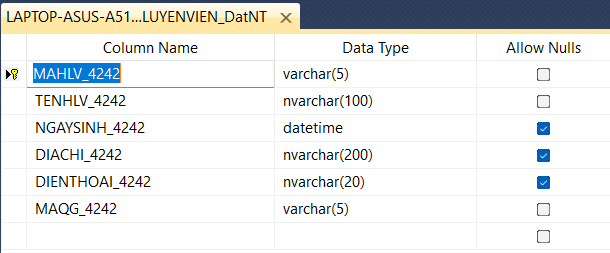 LAPTOP-ASUS-A51...LUYENVIEN_DatNT
Column Name Data Type Allow Nulls
MAHLV_4242 varchar(5)
TENHLV_4242 nvarchar(100)
NGAYSINH_4242 datetime
DIACHI_4242 nvarchar(200)
DIENTHOAI_4242 nvarchar(20)
MAQG_4242 varchar(5)